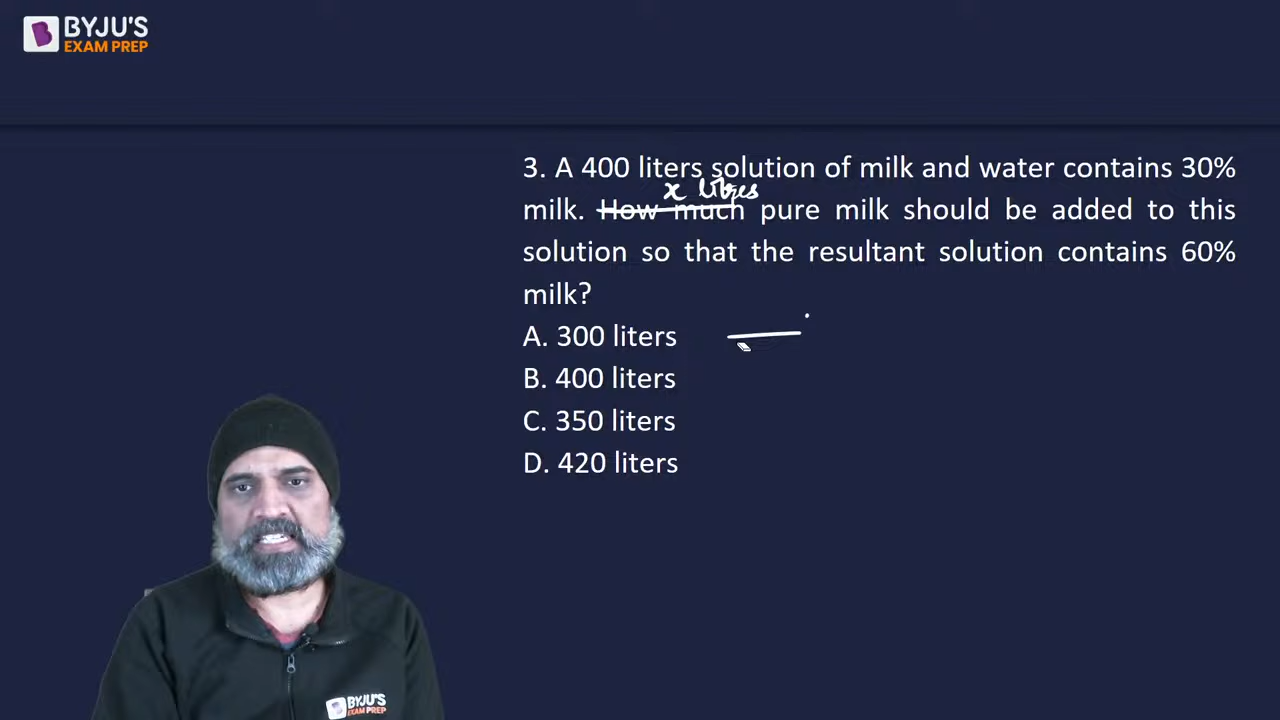 BYJU'S
EXAM PREP
3. A 400 liters solution of milk and water contains 30%
x litres
milk. How much pure milk should be added to this
solution so that the resultant solution contains 60%
milk?
A. 300 liters
B. 400 liters
C. 350 liters
D. 420 liters
BYJU'S
EXAM PREP